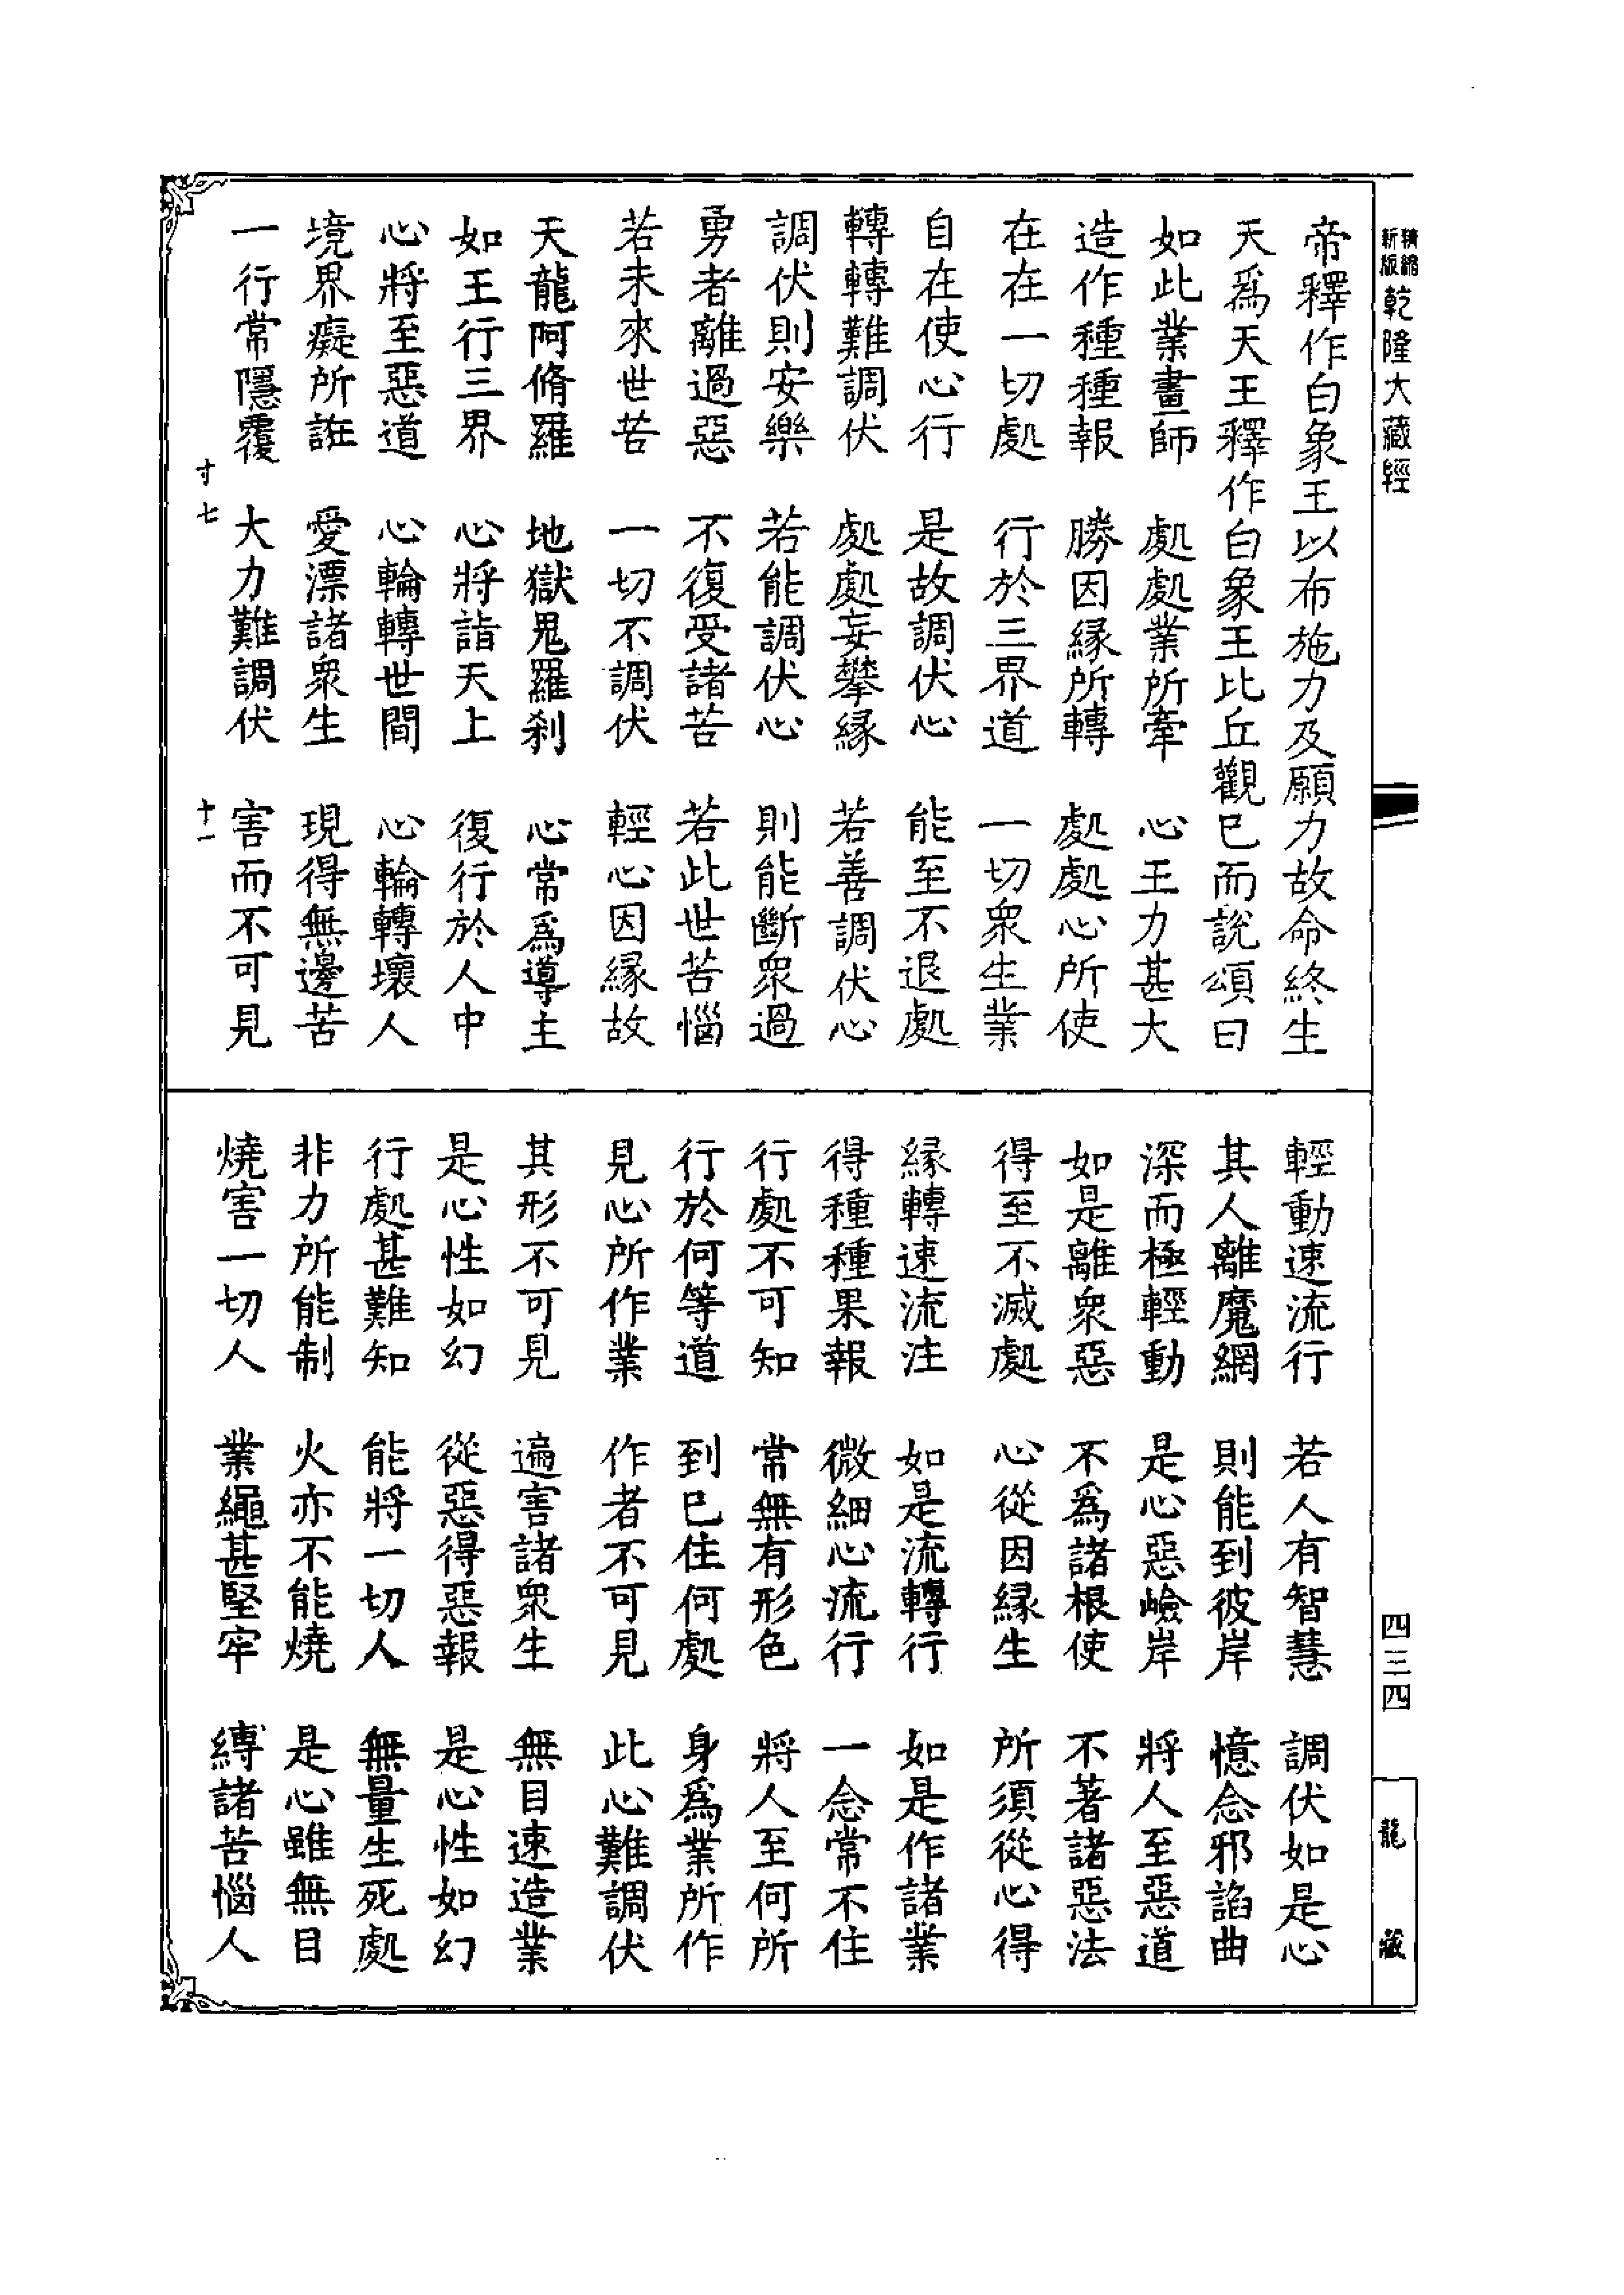 精縮新版乾隆大藏經
四三四
龍藏
帝釋作白象王以布施力及願力故命終生
天爲天王釋作白象王比丘觀已而說頌曰
如此業畫師　處處業所牽　心王力甚大
造作種種報　勝因緣所轉　處處心所使
在在一切處　行於三界道　一切眾生業
自在使心行　是故調伏心　能至不退處
轉轉難調伏　處處妄攀緣　若善調伏心
調伏則安樂　若能調伏心　則能斷眾過
勇者離過惡　不復受諸苦　若此世苦惱
若未來世苦　一切不調伏　輕心因緣故
天龍阿脩羅　地獄鬼羅剎　心常爲導主
如王行三界　心將詣天上　復行於人中
心將至惡道　心輪轉世間　心輪轉壞人
境界癡所誑　愛漂諸眾生　現得無邊苦
一行常隱覆　大力難調伏　害而不可見
寸七　十一
輕動速流行　若人有智慧　調伏如是心
其人離魔網　則能到彼岸　憶念邪諂曲
深而極輕動　是心惡嶮岸　將人至惡道
如是離眾惡　不爲諸根使　不著諸惡法
得至不滅處　心從因緣生　所須從心得
緣轉速流注　如是流轉行　如是作諸業
得種種果報　微細心流行　一念常不住
行處不可知　常無有形色　將人至何所
行於何等道　到已住何處　身爲業所作
見心所作業　作者不可見　此心難調伏
其形不可見　遍害諸眾生　無目速造業
是心性如幻　從惡得惡報　是心性如幻
行處甚難知　能將一切人　無量生死處
非力所能制　火亦不能燒　是心雖無目
燒害一切人　業繩甚堅牢　縛諸苦惱人